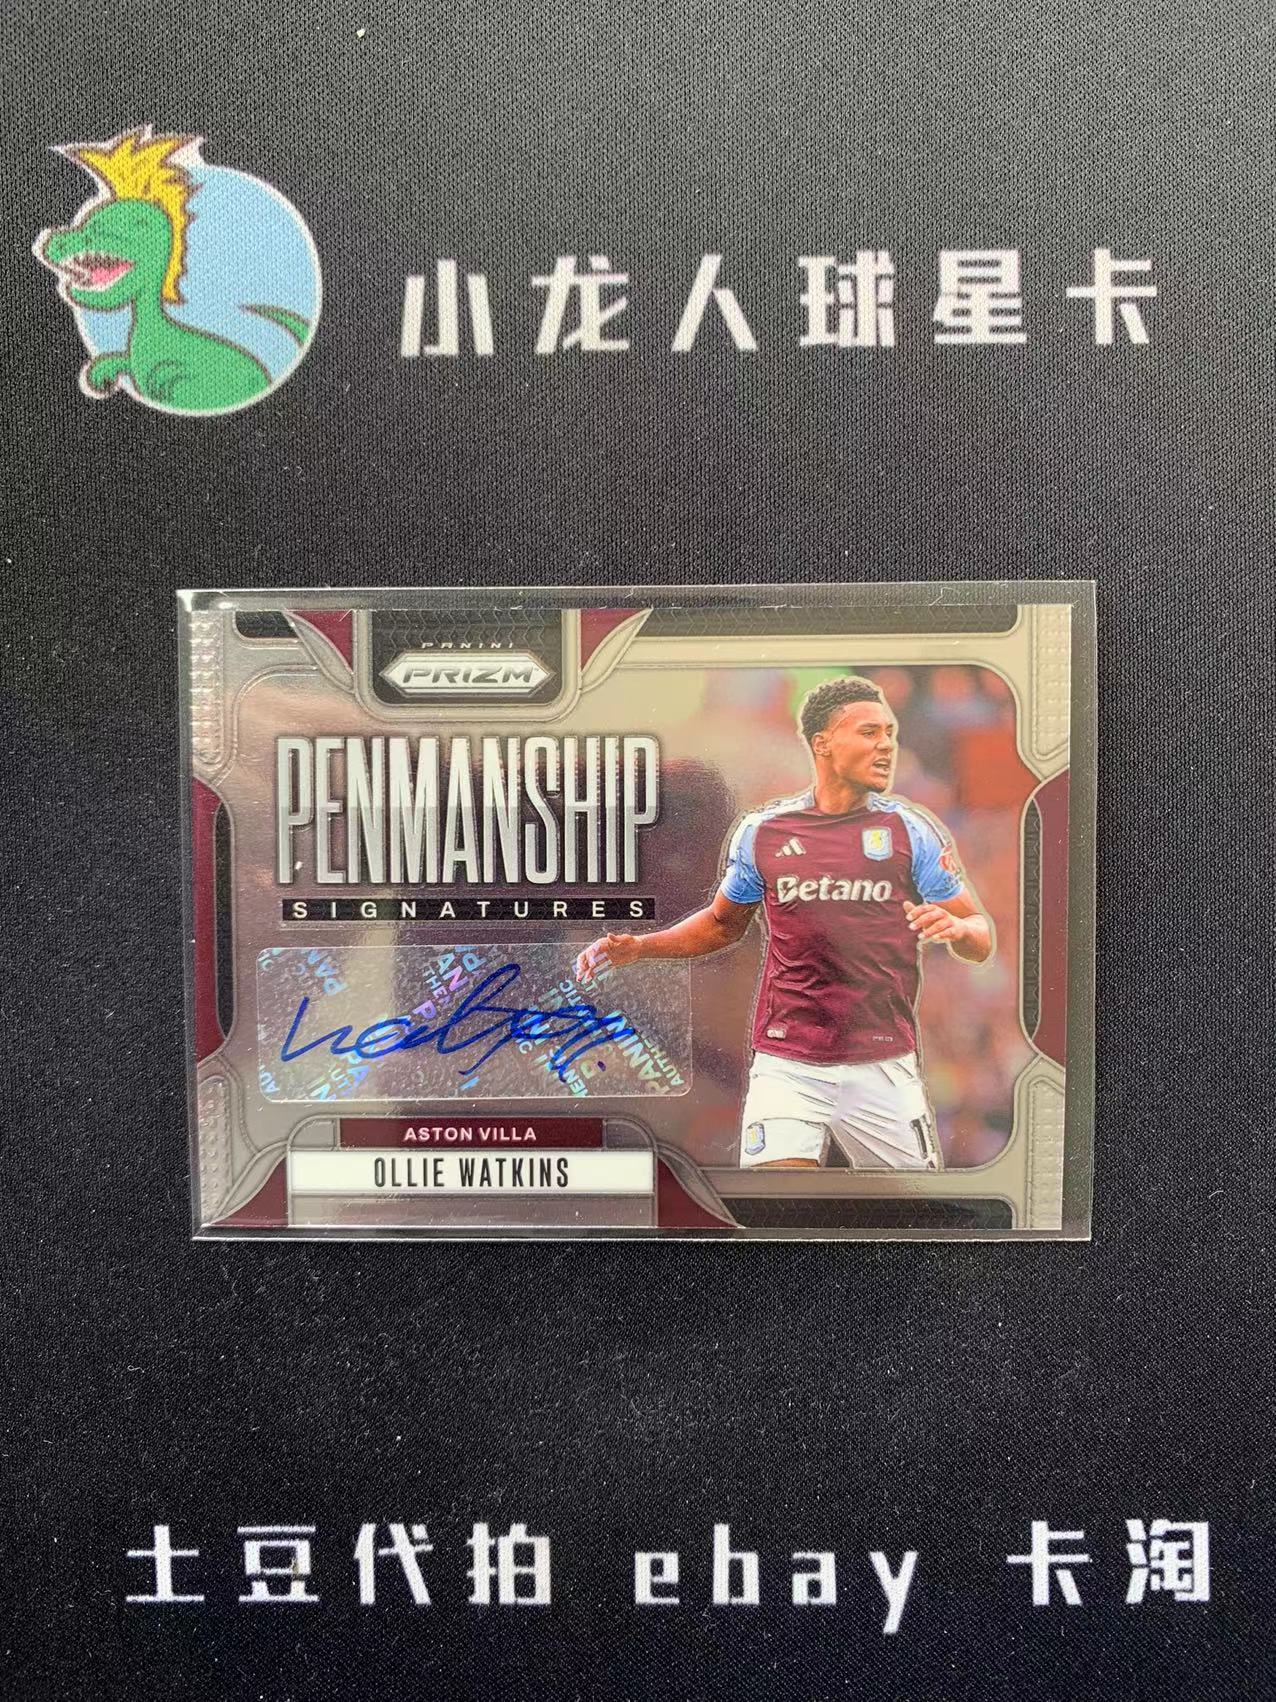 小龙人球星卡
PANINI
PRIZM
PENMANSHIP
SIGNATURES
Betano
ASTON VILLA
OLLIE WATKINS
土豆代拍 ebay 卡淘